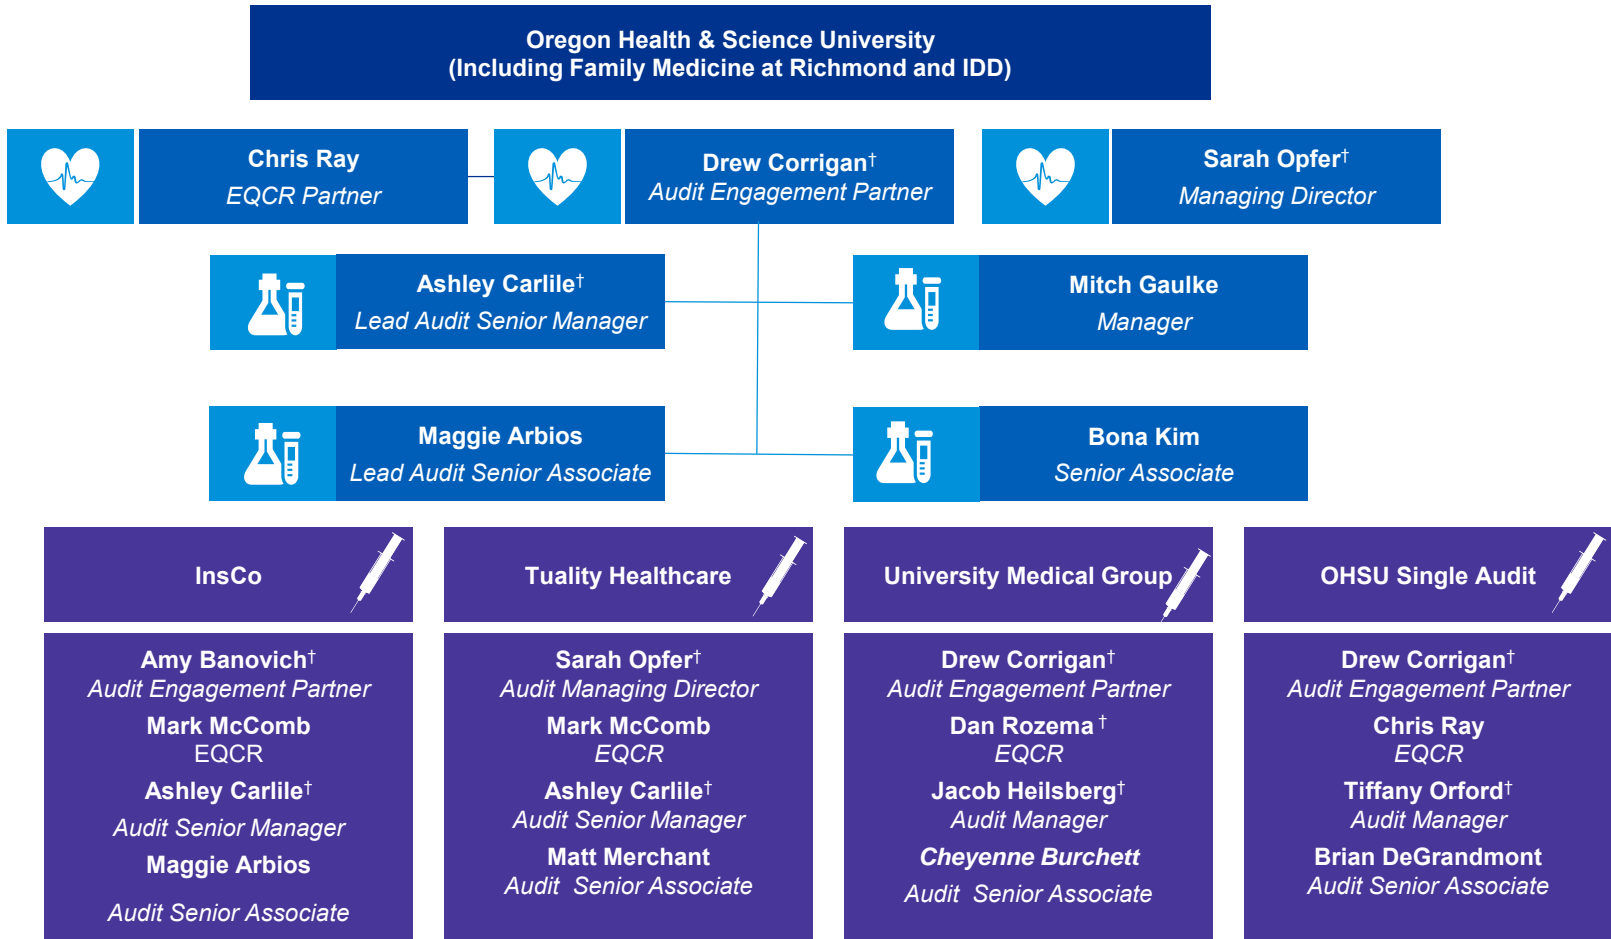 Oregon Health & Science University
(Including Family Medicine at Richmond and IDD)
Chris Ray
EQCR Partner
Drew Corrigan†
Audit Engagement Partner
Sarah Opfer†
Managing Director
Ashley Carlile†
Lead Audit Senior Manager
Mitch Gaulke
Manager
Maggie Arbios
Lead Audit Senior Associate
Bona Kim
Senior Associate
InsCo
Amy Banovich†
Audit Engagement Partner
Mark McComb
EQCR
Ashley Carlile†
Audit Senior Manager
Maggie Arbios
Audit Senior Associate
Tuality Healthcare
Sarah Opfer†
Audit Managing Director
Mark McComb
EQCR
Ashley Carlile†
Audit Senior Manager
Matt Merchant
Audit  Senior Associate
University Medical Group
Drew Corrigan†
Audit Engagement Partner
Dan Rozema †
EQCR
Jacob Heilsberg†
Audit Manager
Cheyenne Burchett
Audit  Senior Associate
OHSU Single Audit
Drew Corrigan†
Audit Engagement Partner
Chris Ray
EQCR
Tiffany Orford†
Audit Manager
Brian DeGrandmont
Audit Senior Associate